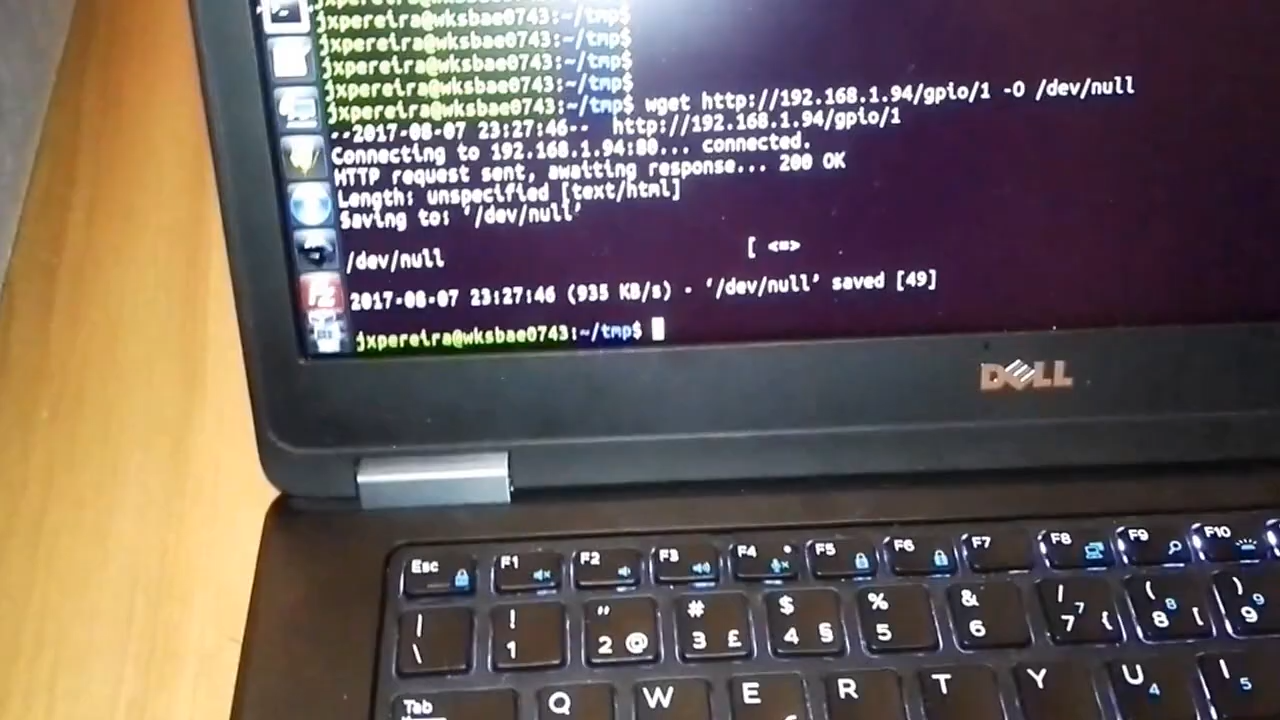 jxpereira@wksbae0743:~/tmp$
jxpereira@wksbae0743:~/tmp$
jxpereira@wksbae0743:~/tmp$
jxpereira@wksbae0743:~/tmp$
jxpereira@wksbae0743:~/tmp$ wget http://192.168.1.94/gpio/1 -O /dev/null
--2017-08-07 23:27:46--  http://192.168.1.94/gpio/1
Connecting to 192.168.1.94:80... connected.
HTTP request sent, awaiting response... 200 OK
Length: unspecified [text/html]
Saving to: ‘/dev/null’
/dev/null [ <=>
2017-08-07 23:27:46 (935 KB/s) - ‘/dev/null’ saved [49]
jxpereira@wksbae0743:~/tmp$
DELL
Esc F1 F2 F3 F4 F5 F6 F7 F8 F9 F10
| ! " # $ % & / ( )
\ 1 2 @ 3 £ 4 § 5 6 7 7 { 8 8 [ 9 9
Tab Q W E R T Y U 4 I 5